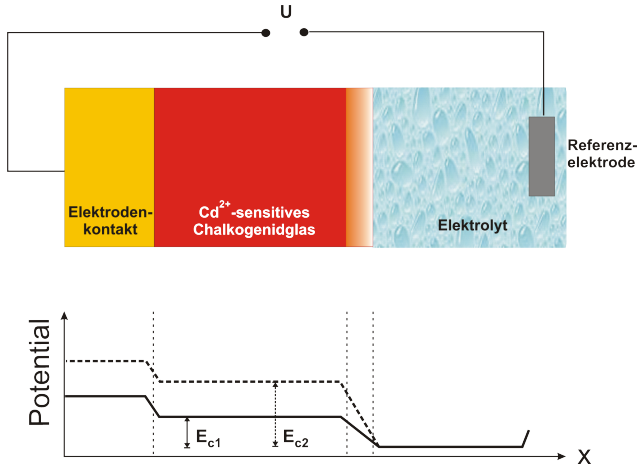 U
Referenz-
elektrode
Elektroden-
kontakt
Cd2+-sensitives
Chalkogenidglas
Elektrolyt
Potential
Ec1
Ec2
X